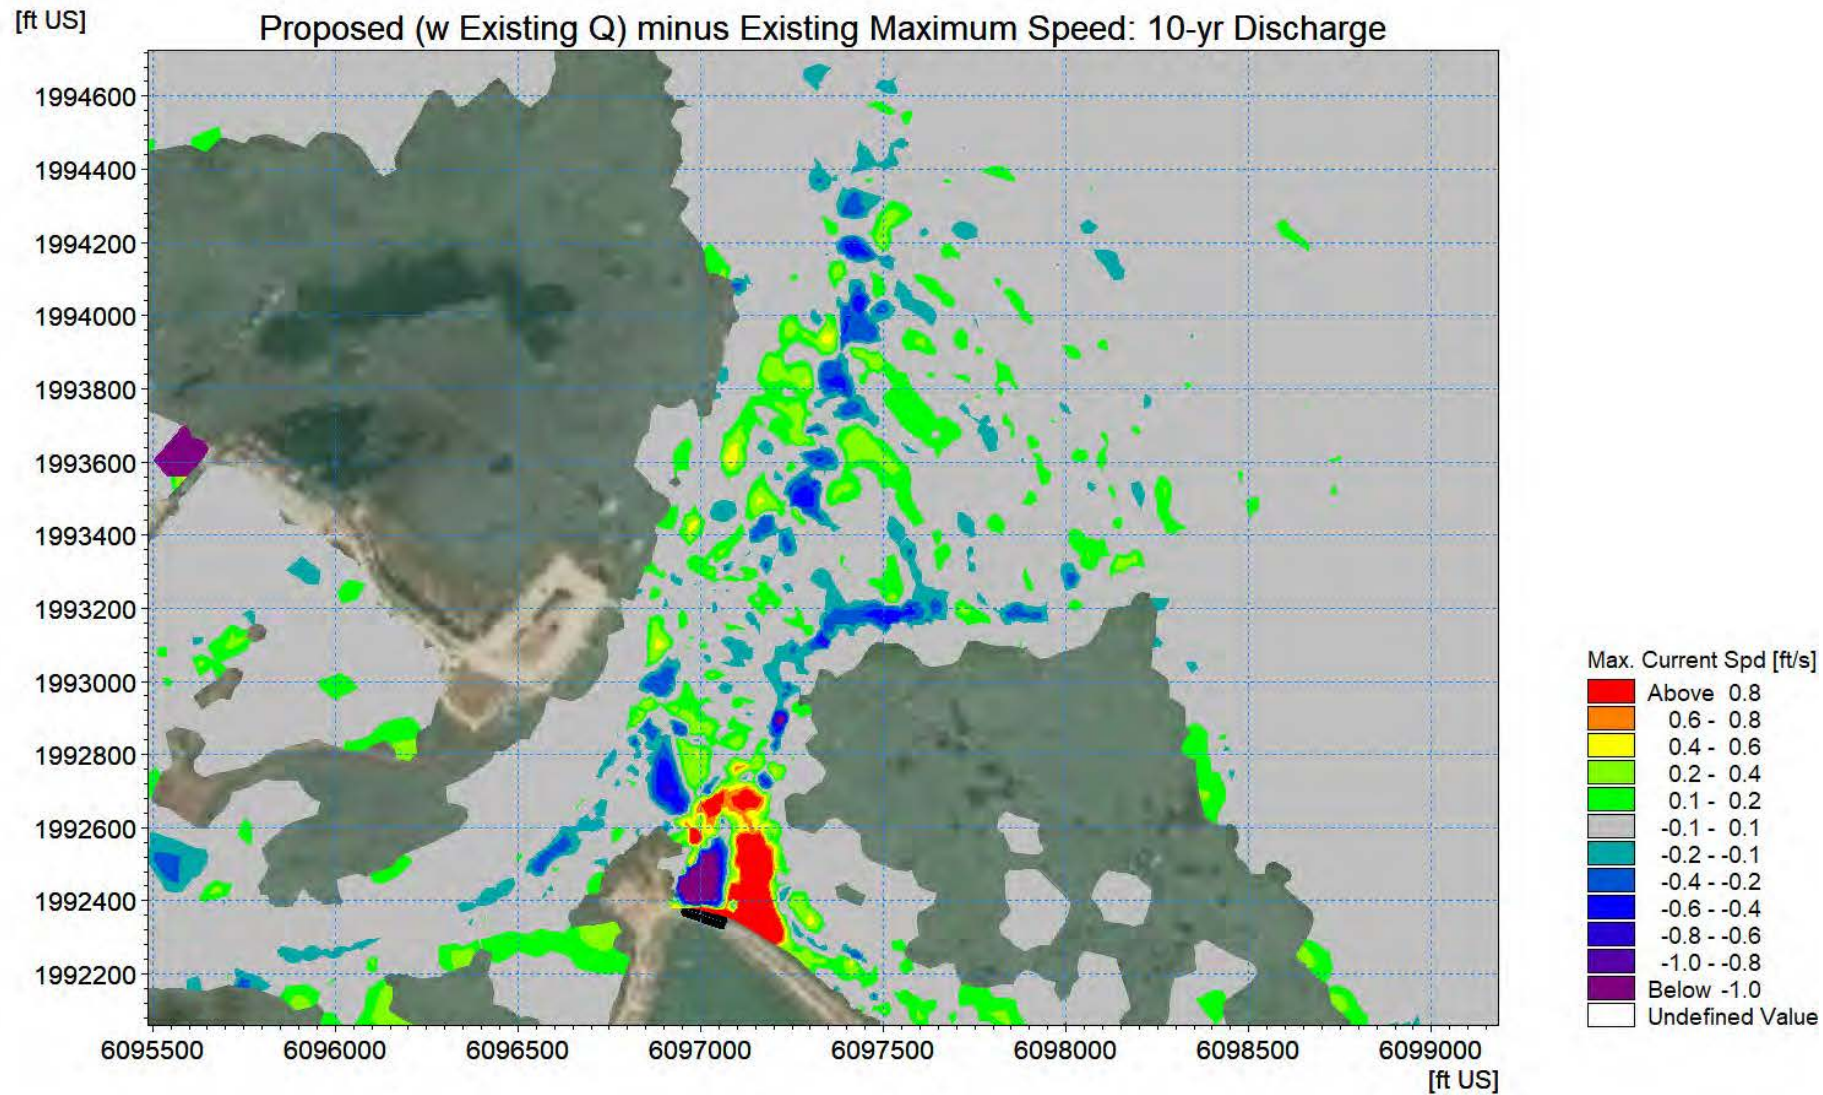 [ft US]
Proposed (w Existing Q) minus Existing Maximum Speed: 10-yr Discharge
1994600
1994400
1994200
1994000
1993800
1993600
1993400
1993200
1993000
1992800
1992600
1992400
1992200
6095500 6096000 6096500 6097000 6097500 6098000 6098500 6099000
[ft US]
Max. Current Spd [ft/s]
Above 0.8
0.6 - 0.8
0.4 - 0.6
0.2 - 0.4
0.1 - 0.2
-0.1 - 0.1
-0.2 - -0.1
-0.4 - -0.2
-0.6 - -0.4
-0.8 - -0.6
-1.0 - -0.8
Below -1.0
Undefined Value